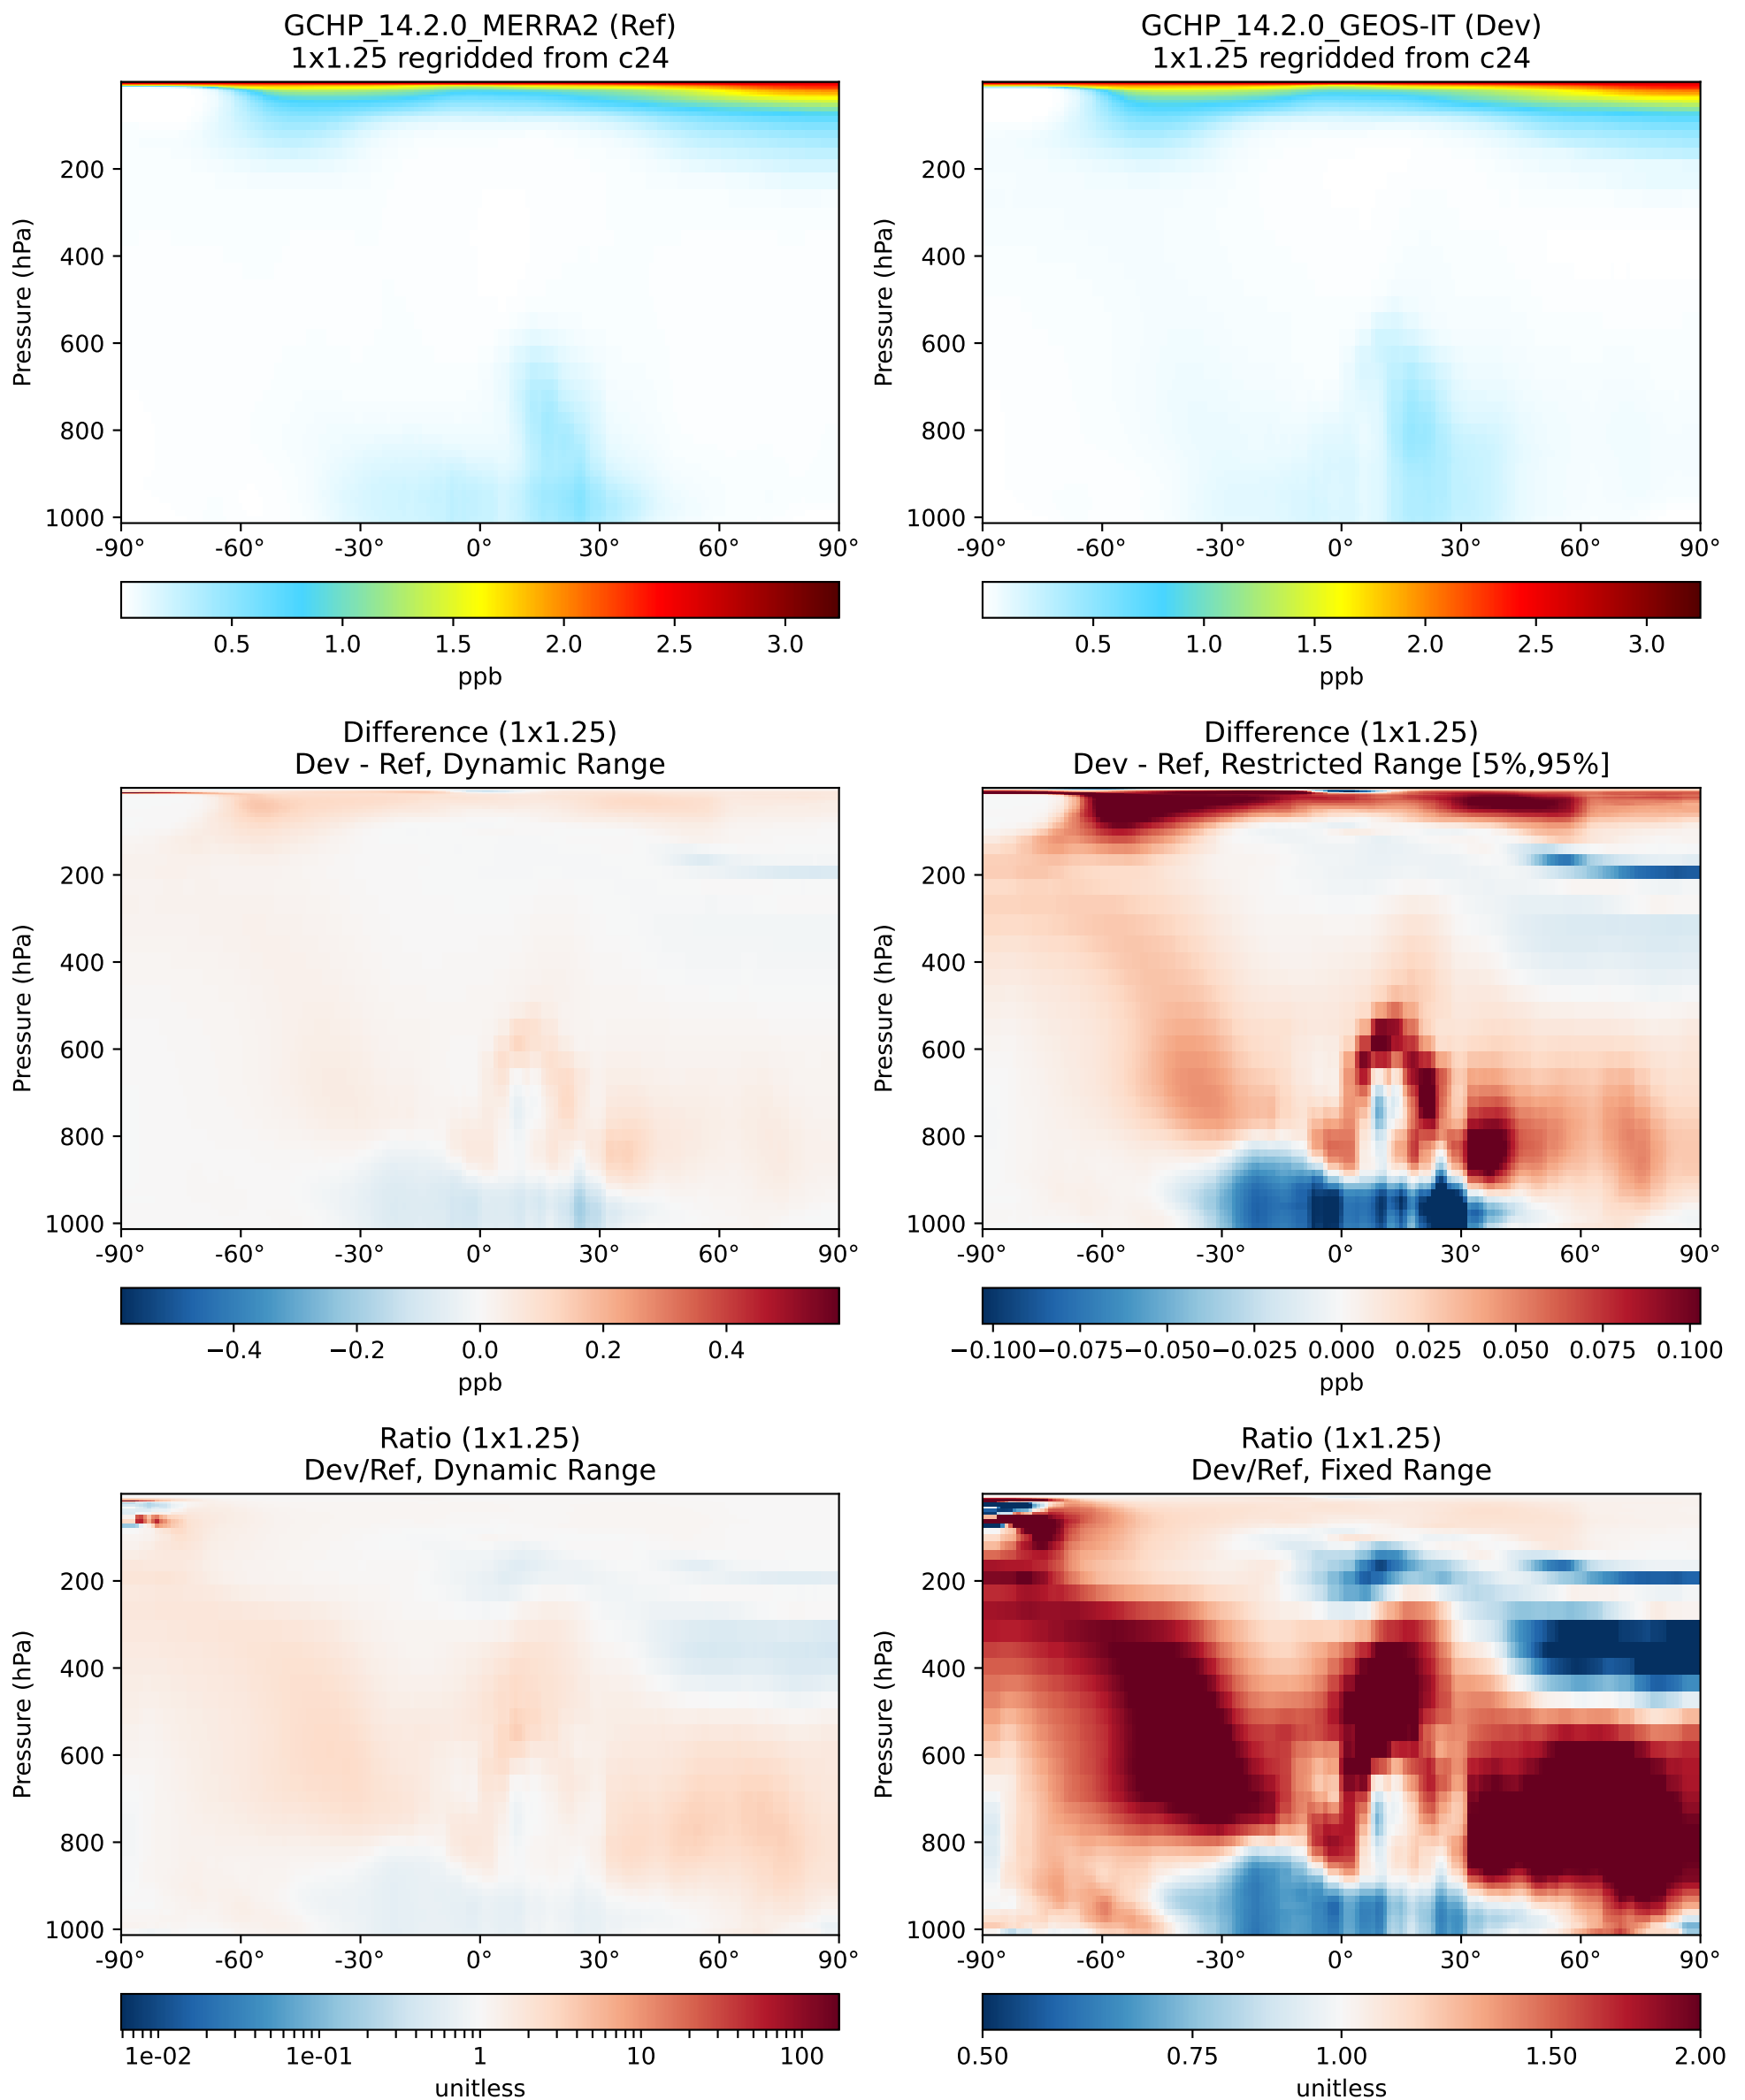 GCHP_14.2.0_MERRA2 (Ref)
1x1.25 regridded from c24
Pressure (hPa)
200
400
600
800
1000
-90° -60° -30° 0° 30° 60° 90°
0.5 1.0 1.5 2.0 2.5 3.0
ppb
GCHP_14.2.0_GEOS-IT (Dev)
1x1.25 regridded from c24
Pressure (hPa)
200
400
600
800
1000
-90° -60° -30° 0° 30° 60° 90°
0.5 1.0 1.5 2.0 2.5 3.0
ppb
Difference (1x1.25)
Dev - Ref, Dynamic Range
Pressure (hPa)
200
400
600
800
1000
-90° -60° -30° 0° 30° 60° 90°
−0.4 −0.2 0.0 0.2 0.4
ppb
Difference (1x1.25)
Dev - Ref, Restricted Range [5%,95%]
Pressure (hPa)
200
400
600
800
1000
-90° -60° -30° 0° 30° 60° 90°
−0.100 −0.075 −0.050 −0.025 0.000 0.025 0.050 0.075 0.100
ppb
Ratio (1x1.25)
Dev/Ref, Dynamic Range
Pressure (hPa)
200
400
600
800
1000
-90° -60° -30° 0° 30° 60° 90°
1e-02 1e-01 1 10 100
unitless
Ratio (1x1.25)
Dev/Ref, Fixed Range
Pressure (hPa)
200
400
600
800
1000
-90° -60° -30° 0° 30° 60° 90°
0.50 0.75 1.00 1.50 2.00
unitless